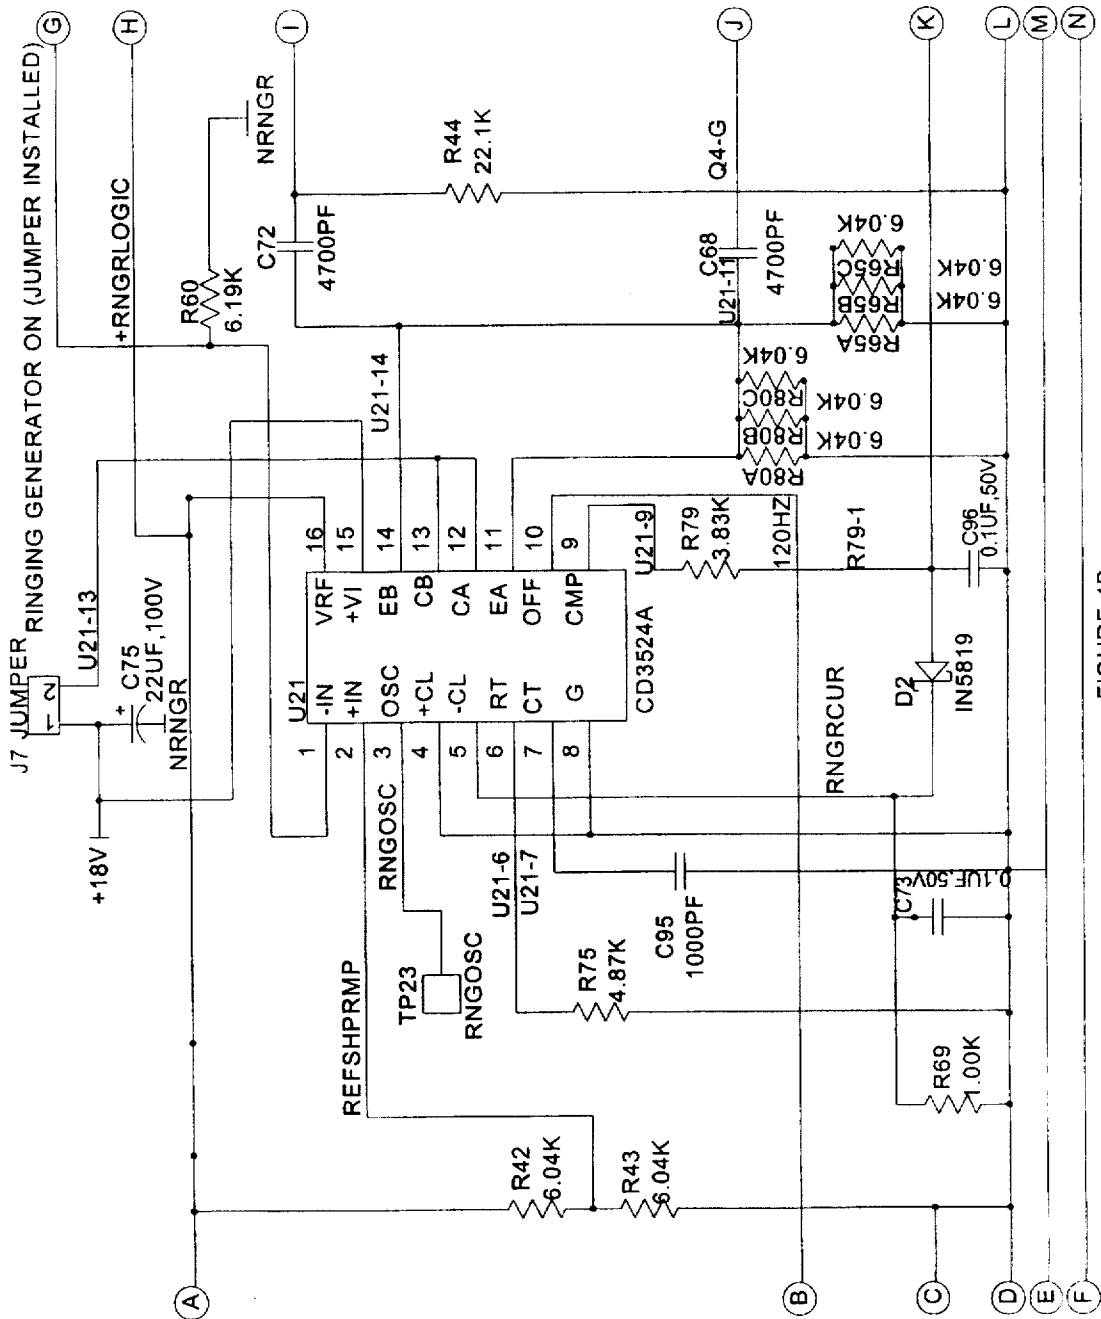 J7 JUMPER
1 2
RINGING GENERATOR ON (JUMPER INSTALLED)
G
H
I
J
K
L
M
N
+18V
C75
+
22UF,100V
NRNGR
U21-13
+RNGRLOGIC
R60
6.19K
NRNGR
C72
4700PF
R44
22.1K
U21-14
U21
1
2
3
4
5
6
7
8
-IN
+IN
OSC
+CL
-CL
RT
CT
G
VRF
+VI
EB
CB
CA
EA
OFF
CMP
16
15
14
13
12
11
10
9
CD3524A
REFSHPRMP
RNGOSC
TP23
RNGOSC
U21-6
U21-7
R42
6.04K
R43
6.04K
R75
4.87K
C95
1000PF
R69
1.00K
C73
0.1UF,50V
RNGRCUR
D2
IN5819
U21-9
R79
3.83K
120HZ
R79-1
C96
0.1UF,50V
R80A
R80B
R80C
6.04K
6.04K
6.04K
U21-11
C68
4700PF
Q4-G
R65A
R65B
R65C
6.04K
6.04K
6.04K
A
B
C
D
E
F